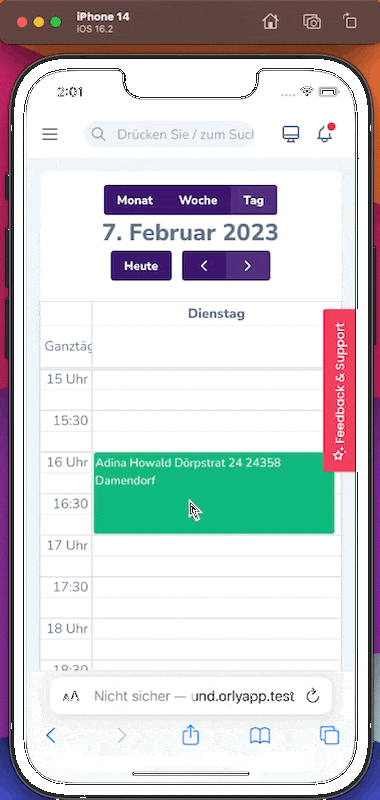 iPhone 14
iOS 16.2
2:01
Drücken Sie / zum Such
Monat Woche Tag
7. Februar 2023
Heute
Dienstag
Ganztäg
15 Uhr
15:30
16 Uhr
Adina Howald Dörpstrat 24 24358
Damendorf
16:30
17 Uhr
17:30
18 Uhr
18:30
Feedback & Support
AA Nicht sicher — und.orlyapp.test